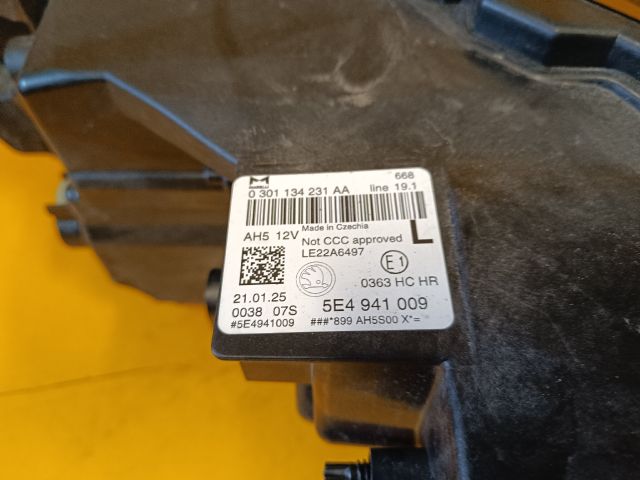 MARELLI
668
0 301 134 231 AA line 19.1
Made in Czechia
AH5 12V Not CCC approved L
LE22A6497
E1
0363 HC HR
21.01.25
0038 07S 5E4 941 009
#5E4941009 ###*899 AH5S00 X*=